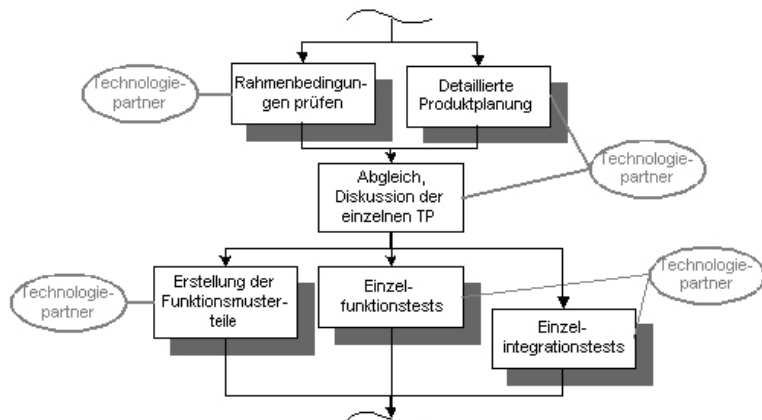 Technologie-
partner
Rahmenbedingun-
gen prüfen
Detaillierte
Produktplanung
Abgleich,
Diskussion der
einzelnen TP
Technologie-
partner
Technologie-
partner
Erstellung der
Funktionsmuster-
teile
Einzel-
funktionstests
Einzel-
integrationstests
Technologie-
partner